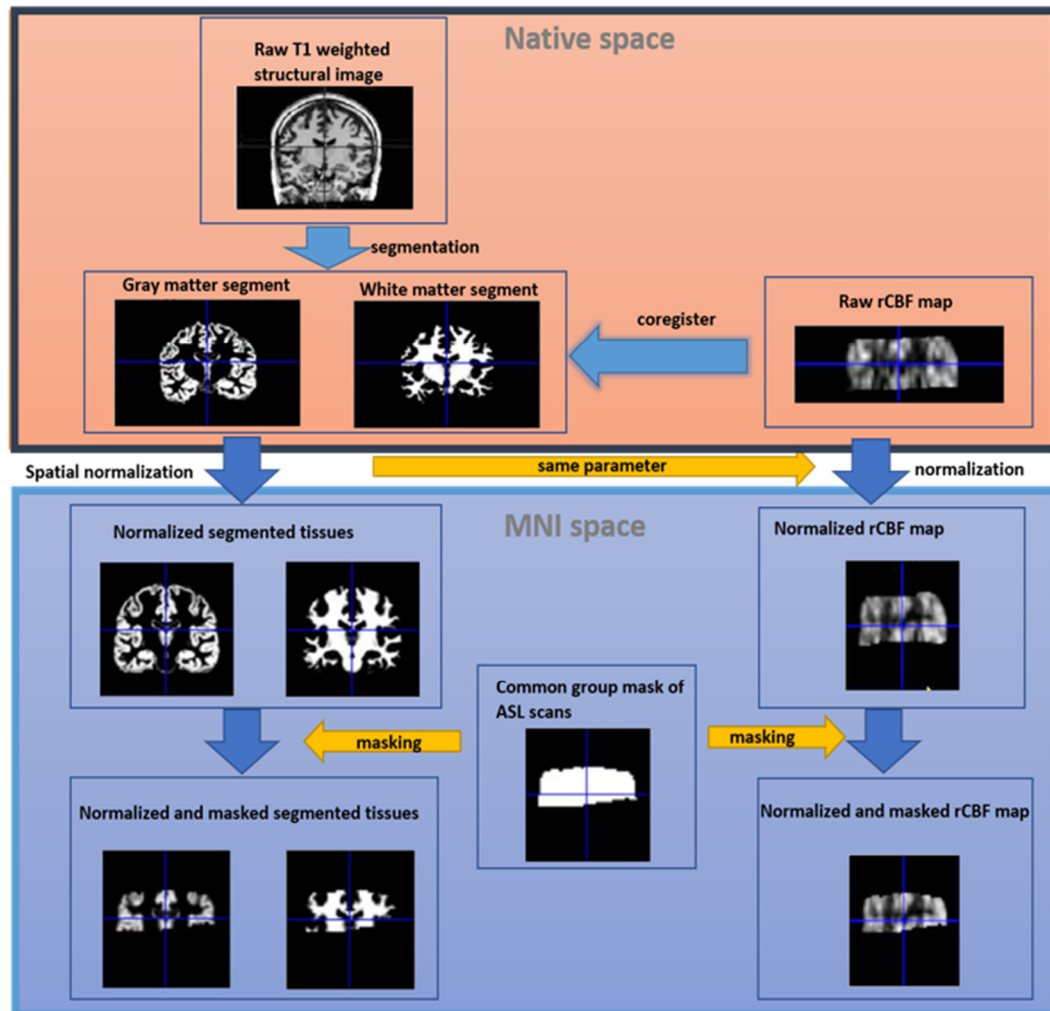 Native space
Raw T1 weighted
structural image
segmentation
Gray matter segment
White matter segment
coregister
Raw rCBF map
Spatial normalization
same parameter
normalization
MNI space
Normalized segmented tissues
Normalized rCBF map
Common group mask of
ASL scans
masking
masking
Normalized and masked segmented tissues
Normalized and masked rCBF map